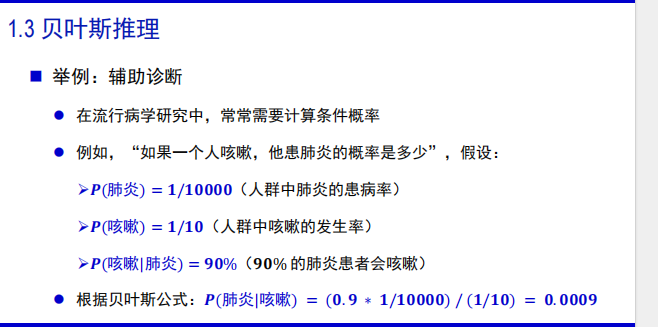 1.3 贝叶斯推理
■ 举例：辅助诊断
● 在流行病学研究中，常常需要计算条件概率
● 例如，“如果一个人咳嗽，他患肺炎的概率是多少”，假设：
➢P(肺炎) = 1/10000（人群中肺炎的患病率）
➢P(咳嗽) = 1/10（人群中咳嗽的发生率）
➢P(咳嗽|肺炎) = 90%（90% 的肺炎患者会咳嗽）
● 根据贝叶斯公式：P(肺炎|咳嗽) = (0.9 * 1/10000) / (1/10) = 0.0009